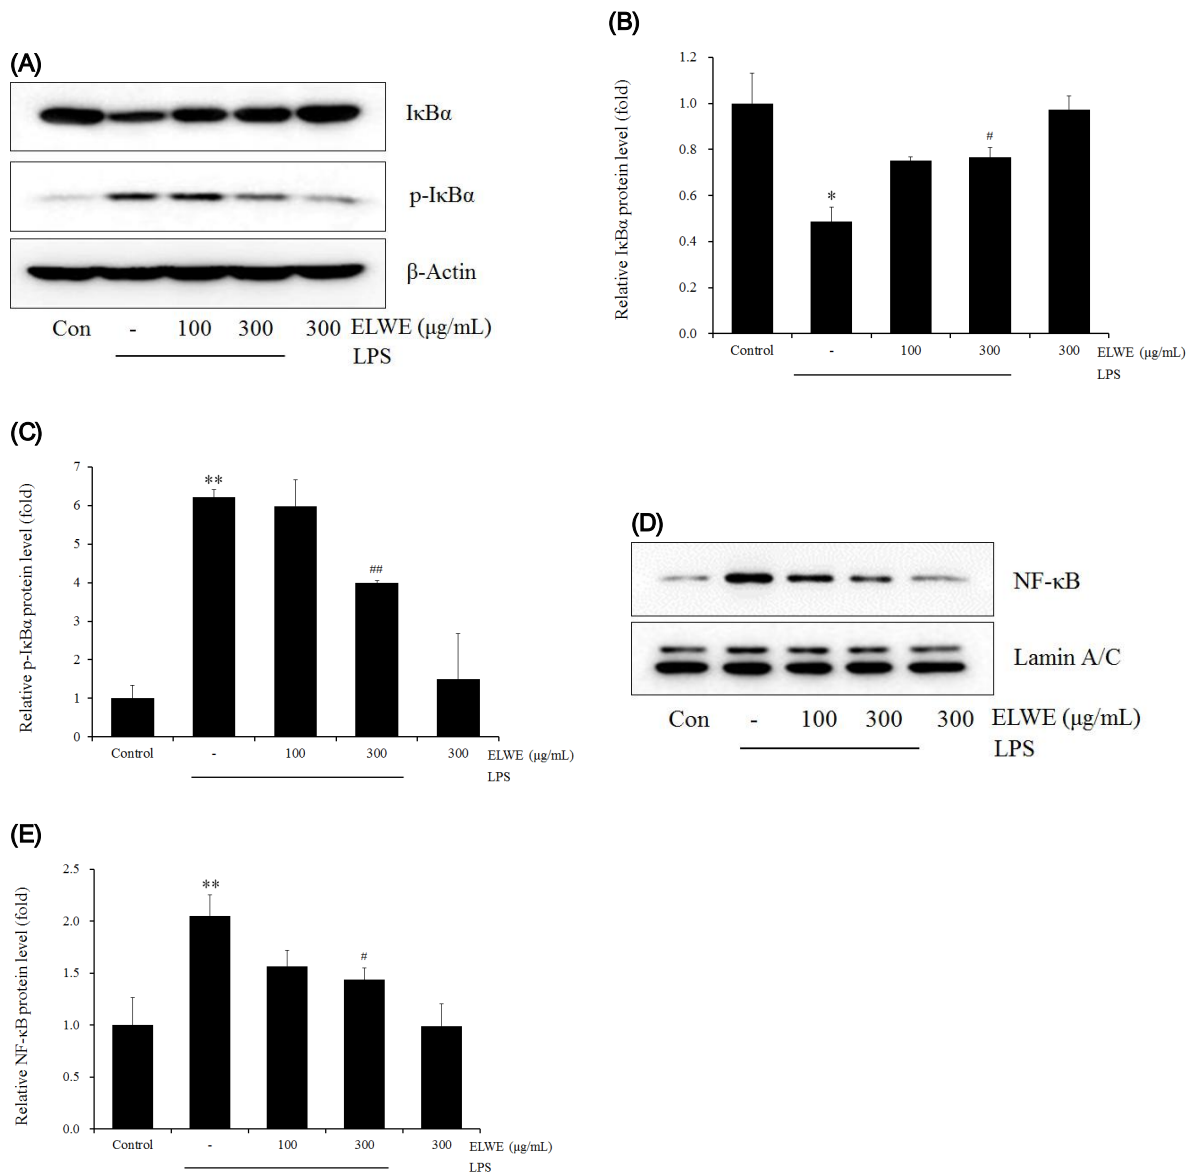 (A)
IκBα
p-IκBα
β-Actin
Con - 100 300 300 ELWE (μg/mL)
LPS
(B)
Relative IκBα protein level (fold)
1.2
1.0
0.8
0.6
0.4
0.2
0.0
*
#
Control - 100 300 300 ELWE (μg/mL)
LPS
(C)
Relative p-IκBα protein level (fold)
7
6
5
4
3
2
1
0
**
##
Control - 100 300 300 ELWE (μg/mL)
LPS
(D)
NF-κB
Lamin A/C
Con - 100 300 300 ELWE (μg/mL)
LPS
(E)
Relative NF-κB protein level (fold)
2.5
2.0
1.5
1.0
0.5
0.0
**
#
Control - 100 300 300 ELWE (μg/mL)
LPS